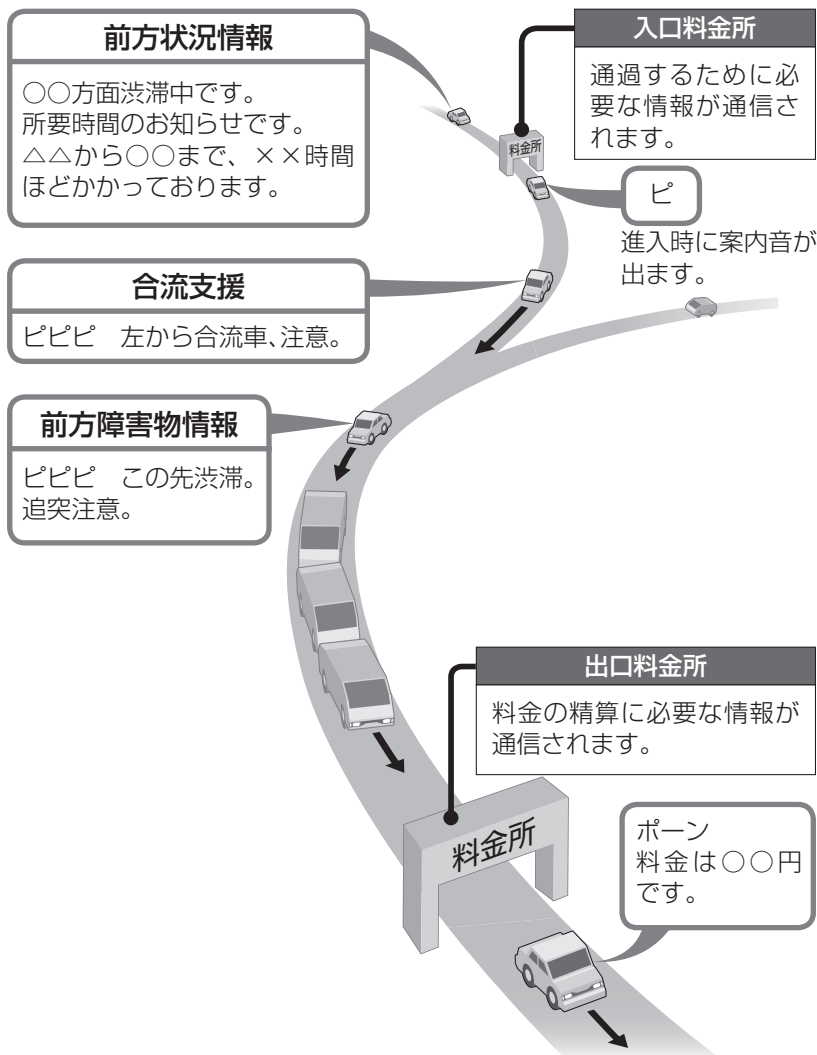 前方状況情報
○○方面渋滞中です。
所要時間のお知らせです。
△△から○○まで、××時間
ほどかかっております。
入口料金所
通過するために必
要な情報が通信さ
れます。
料金所
ピ
進入時に案内音が
出ます。
合流支援
ピピピ　左から合流車、注意。
前方障害物情報
ピピピ　この先渋滞。
追突注意。
出口料金所
料金の精算に必要な情報が
通信されます。
料金所
ポーン
料金は○○円
です。